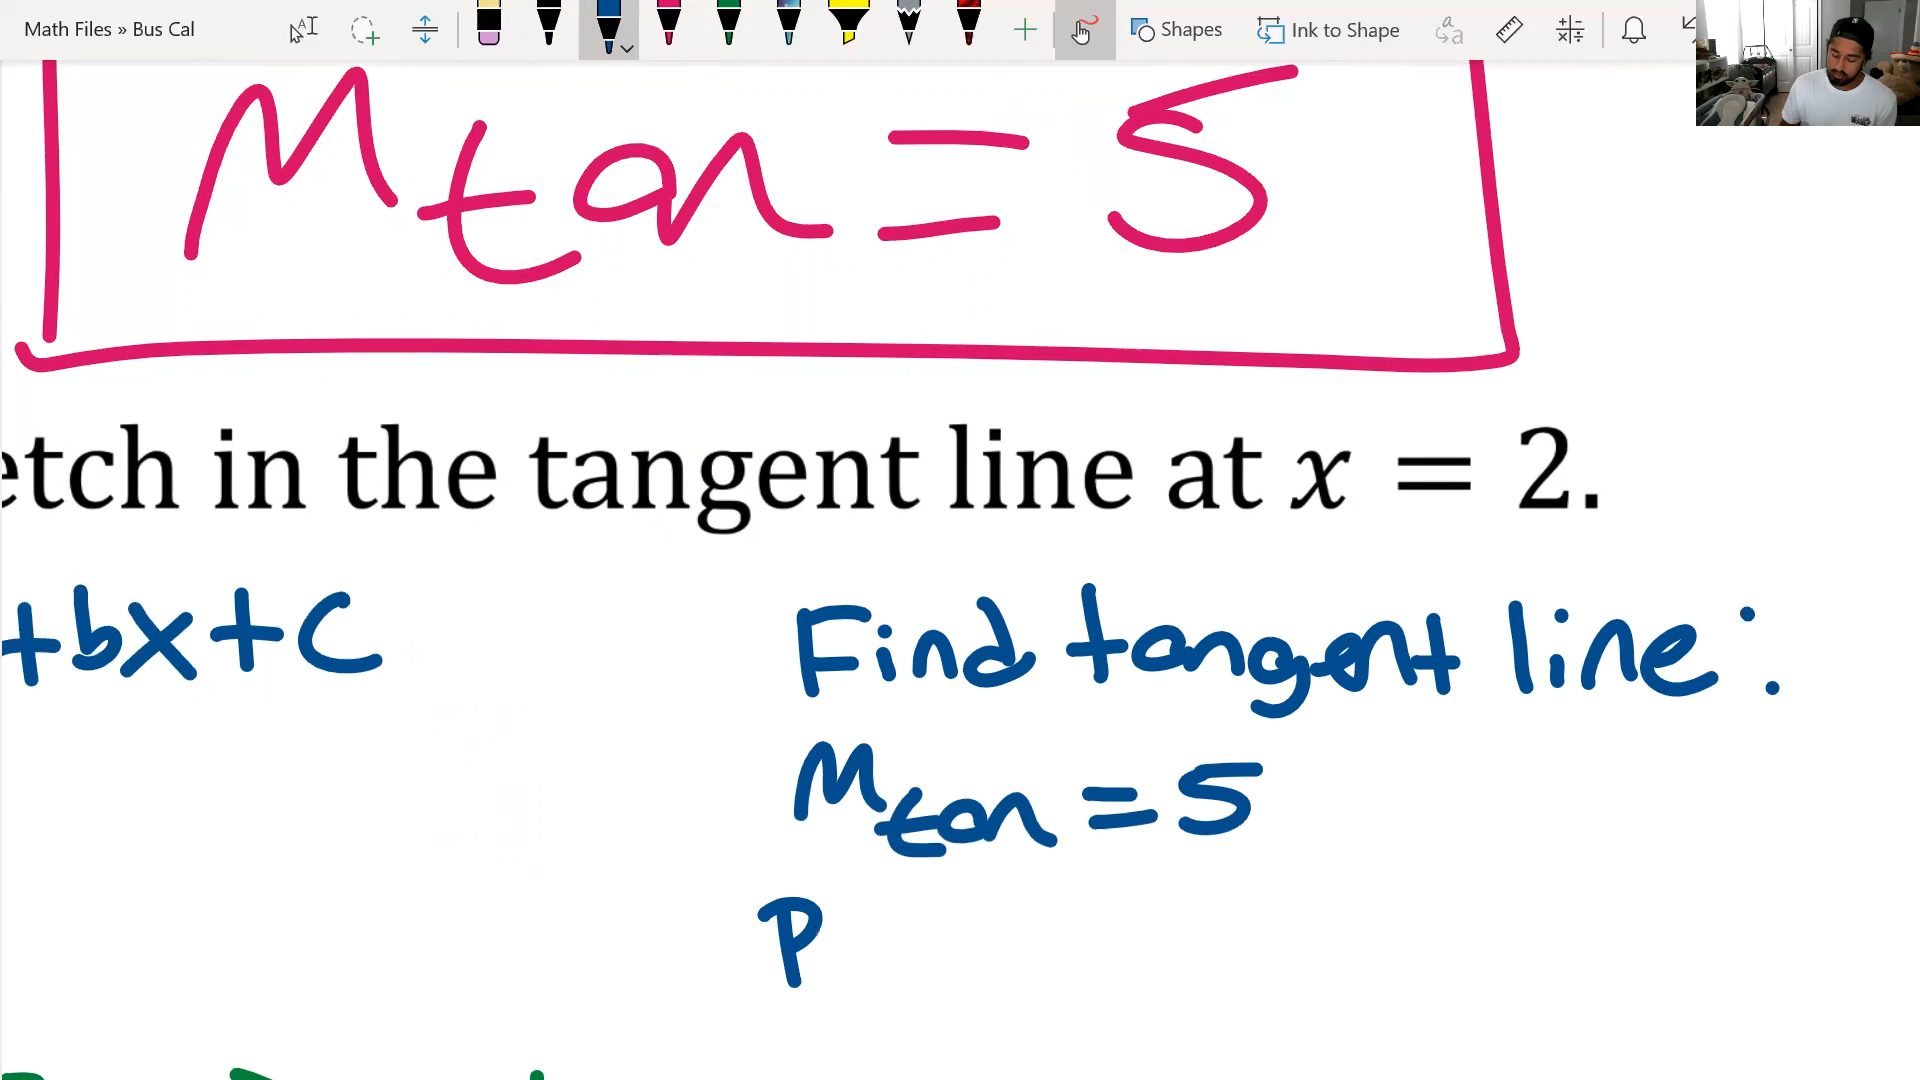 Math Files » Bus Cal
Shapes
Ink to Shape
Mtan = 5
etch in the tangent line at x = 2.
+bx+c
Find tangent line:
Mtan = 5
P